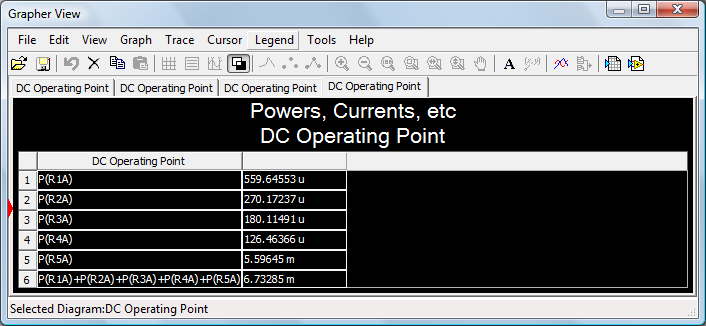 Grapher View
File Edit View Graph Trace Cursor Legend Tools Help
DC Operating Point DC Operating Point DC Operating Point DC Operating Point
Powers, Currents, etc
DC Operating Point
DC Operating Point
1 P(R1A) 559.64553 u
2 P(R2A) 270.17237 u
3 P(R3A) 180.11491 u
4 P(R4A) 126.46366 u
5 P(R5A) 5.59645 m
6 P(R1A)+P(R2A)+P(R3A)+P(R4A)+P(R5A) 6.73285 m
Selected Diagram:DC Operating Point